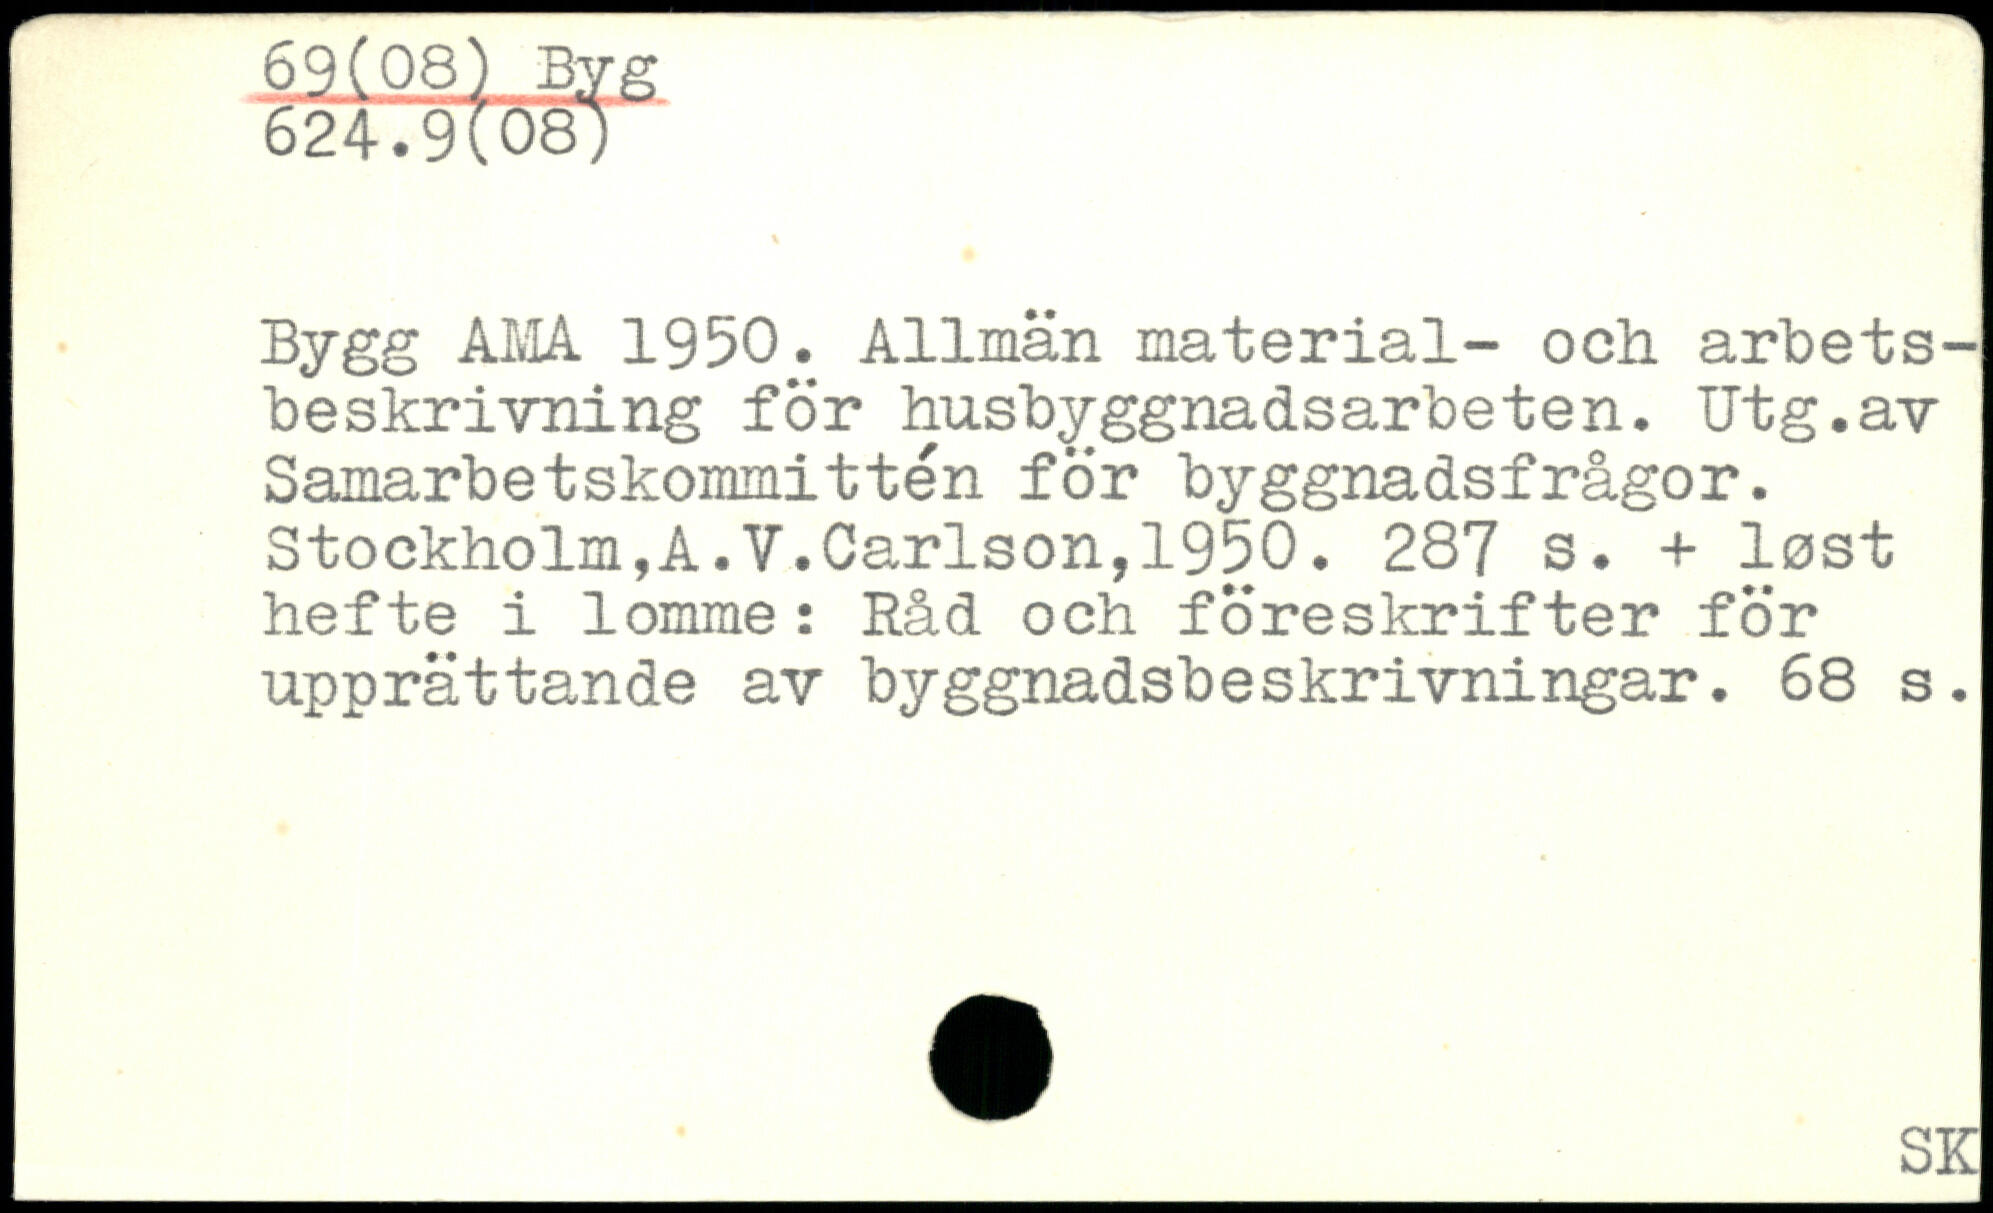 69(08) Byg
624.9(08)
Bygg AMA 1950. Allmän material- och arbets-
beskrivning för husbyggnadsarbeten. Utg.av
Samarbetskommittén för byggnadsfrågor.
Stockholm,A.V.Carlson,1950. 287 s. + løst
hefte i lomme: Råd och föreskrifter för
upprättande av byggnadsbeskrivningar. 68 s.
SK